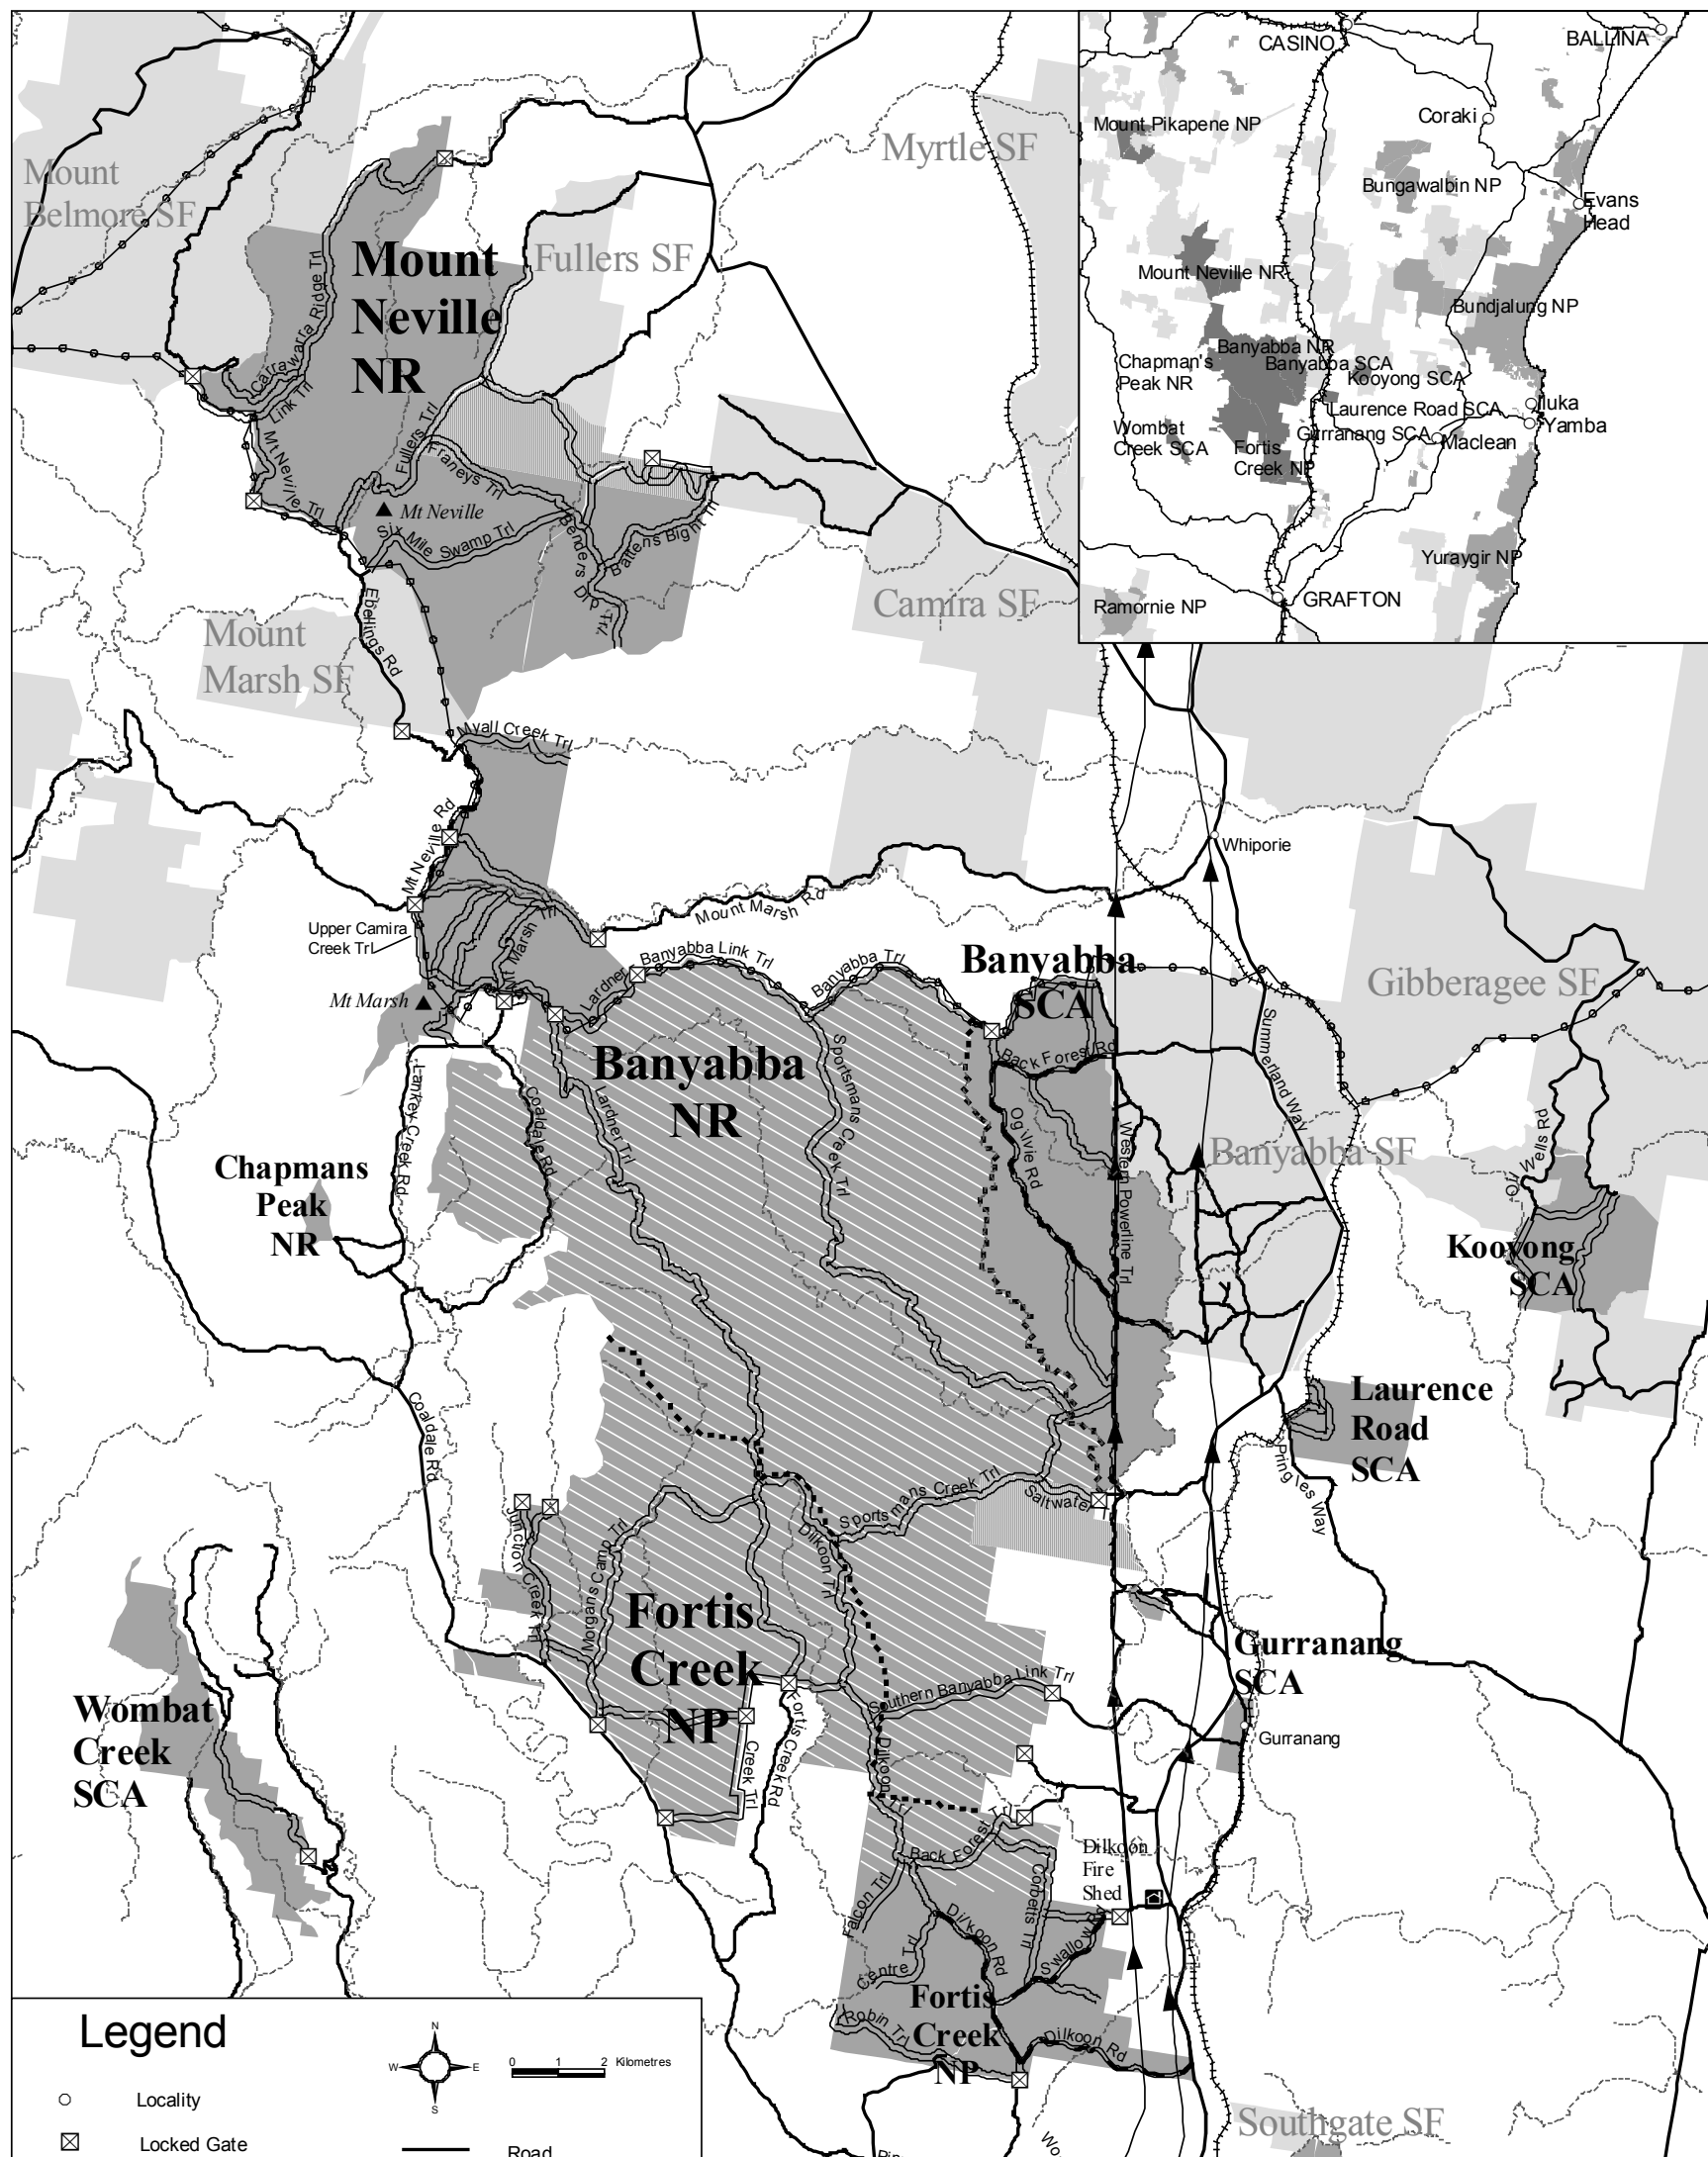 Mount
Belmore SF
Mount
Neville
NR
Fullers SF
Myrtle SF
Carrawarra Ridge Trl
Link Trl
Mt Neville Trl
Fullers Trl
Franeys Trl
Mt Neville
Six Mile Swamp Trl
Benders Dip Trl
Battens Bight Trl
Ebelings Rd
Mount
Marsh SF
Camira SF
CASINO
BALLINA
Coraki
Mount Pikapene NP
Bungawalbin NP
Evans
Head
Mount Neville NR
Bundjalung NP
Banyabba NR
Banyabba SCA
Chapman's
Peak NR
Kooyong SCA
Iluka
Laurence Road SCA
Yamba
Wombat
Creek SCA
Gurranang SCA
Maclean
Fortis
Creek NP
Yuraygir NP
Ramornie NP
GRAFTON
Myall Creek Trl
Mt Neville Rd
Whiporie
Upper Camira
Creek Trl
Mount Marsh Trl
Mount Marsh Rd
Mt Marsh
Lardner
Banyabba Link Trl
Banyabba Trl
Banyabba
SCA
Gibberagee SF
Banyabba
NR
Back Forest Rd
Summerland Way
Lankey Creek Rd
Coaldale Rd
Lardner Trl
Sportsmans Creek Trl
Ogilvie Rd
Western Powerline Trl
Banyabba SF
Old Wells Rd
Chapmans
Peak
NR
Kooyong
SCA
Laurence
Road
SCA
Coaldale Rd
Pringles Way
Sportsmans Creek Trl
Saltwater Trl
Junction Creek Trl
Morgans Camp Trl
Dilkoon Trl
Fortis
Creek
NP
Gurranang
SCA
Southern Banyabba Link Trl
Gurranang
Wombat
Creek
SCA
Creek Trl
Fortis Creek Rd
Dilkoon Trl
Back Forest Trl
Dilkoon
Fire
Shed
Falcon Trl
Corbetts Trl
Dilkoon Rd
Swallow Rd
Centre Trl
Fortis
Creek
NP
Robin Trl
Dilkoon Rd
Southgate SF
Legend
N
W E
S
0 1 2 Kilometres
Locality
Locked Gate
Road